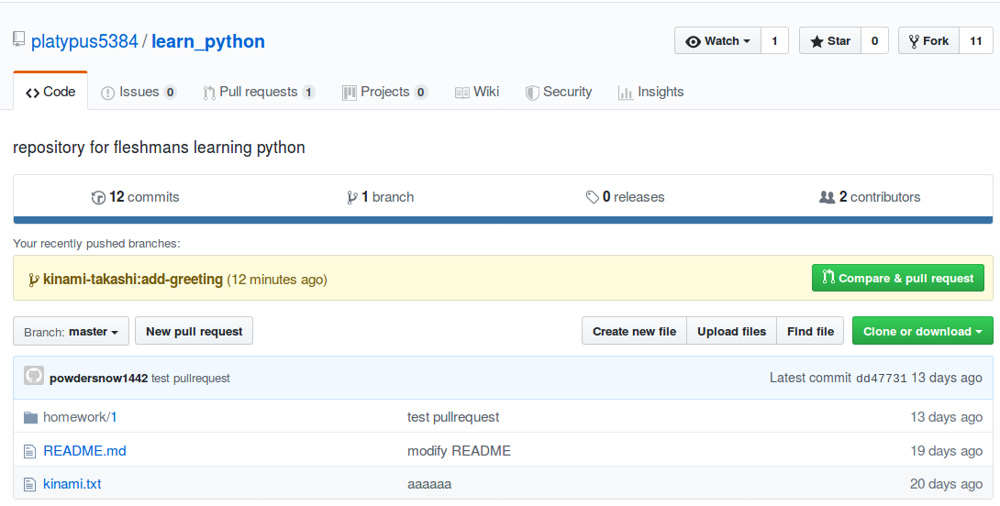 platypus5384 / learn_python Watch 1 Star 0 Fork 11
Code Issues 0 Pull requests 1 Projects 0 Wiki Security Insights
repository for fleshmans learning python
12 commits 1 branch 0 releases 2 contributors
Your recently pushed branches:
kinami-takashi:add-greeting (12 minutes ago) Compare & pull request
Branch: master New pull request Create new file Upload files Find file Clone or download
powdersnow1442 test pullrequest Latest commit dd47731 13 days ago
homework/1 test pullrequest 13 days ago
README.md modify README 19 days ago
kinami.txt aaaaaa 20 days ago